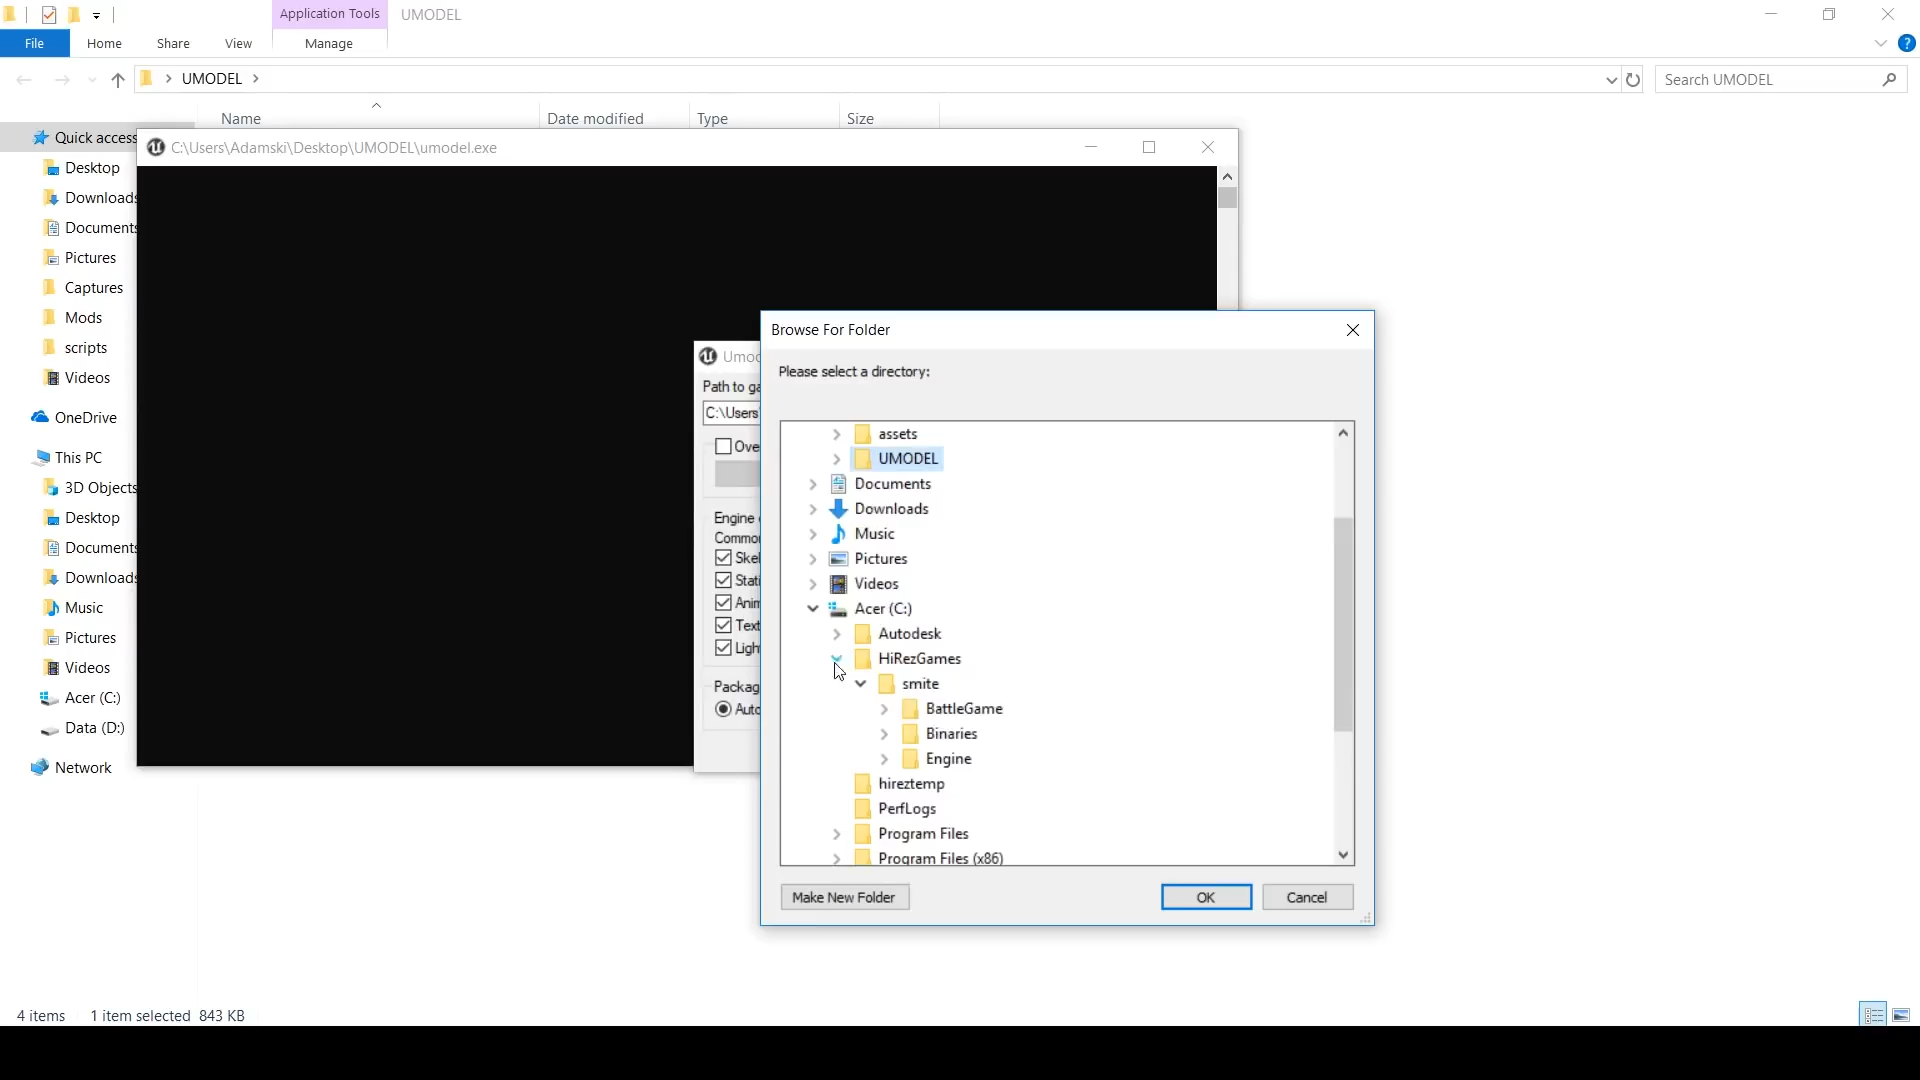 Application Tools
UMODEL
File
Home
Share
View
Manage
UMODEL
Search UMODEL
Name
Date modified
Type
Size
Quick access
Desktop
Downloads
Documents
Pictures
Captures
Mods
scripts
Videos
OneDrive
This PC
3D Objects
Desktop
Documents
Downloads
Music
Pictures
Videos
Acer (C:)
Data (D:)
Network
C:\Users\Adamski\Desktop\UMODEL\umodel.exe
Umod
Path to ga
C:\Users
Ove
Engine
Commo
Skel
Stati
Anim
Text
Ligh
Packag
Auto
Browse For Folder
Please select a directory:
assets
UMODEL
Documents
Downloads
Music
Pictures
Videos
Acer (C:)
Autodesk
HiRezGames
smite
BattleGame
Binaries
Engine
hireztemp
PerfLogs
Program Files
Program Files (x86)
Make New Folder
OK
Cancel
4 items
1 item selected 843 KB